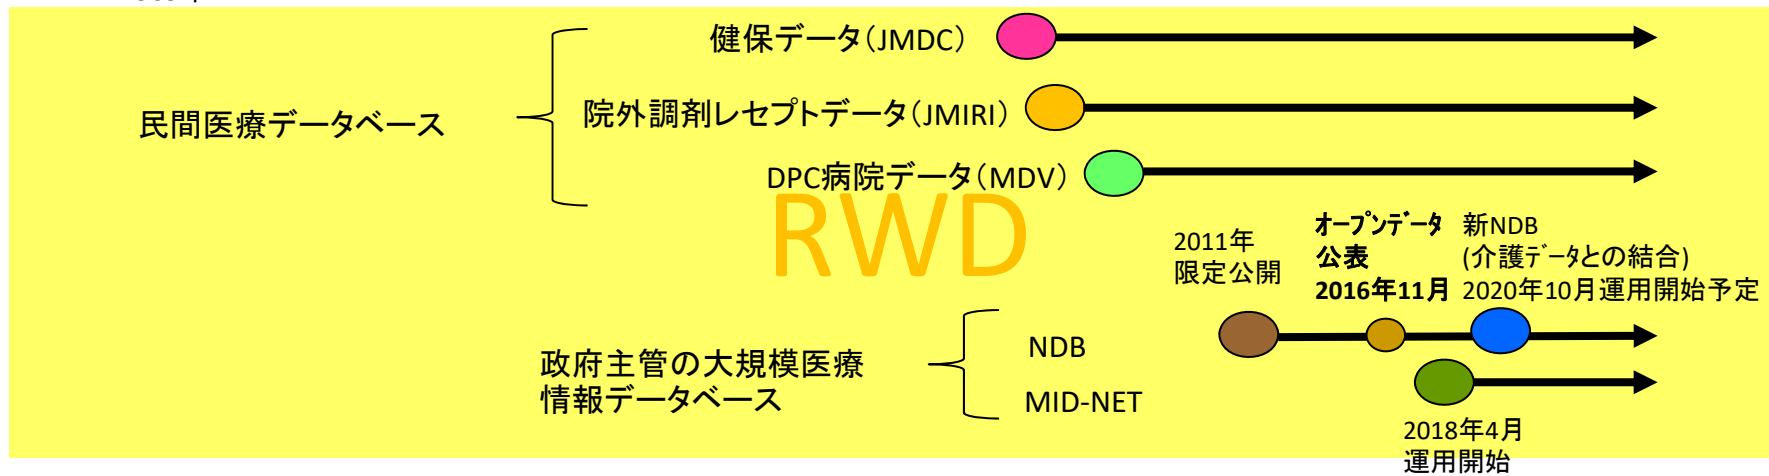 健保データ(JMDC)
民間医療データベース
院外調剤レセプトデータ(JMIRI)
DPC病院データ(MDV)
RWD
2011年
限定公開
オープンデータ
公表
2016年11月
新NDB
(介護データとの結合)
2020年10月運用開始予定
政府主管の大規模医療
情報データベース
NDB
MID-NET
2018年4月
運用開始